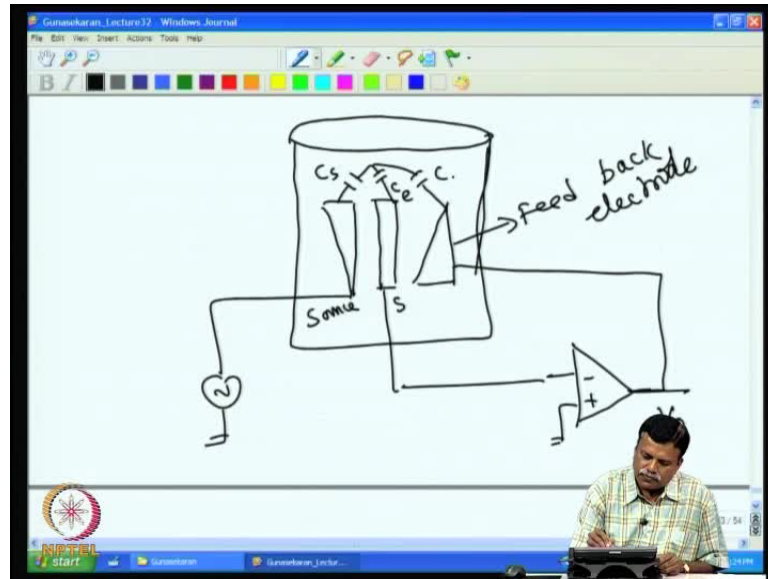 Gunasekaran_Lecture32 - Windows Journal
File Edit View Insert Actions Tools Help
B I
Cs Ce C.
Feed back
electrode
Source S
~
-
+
NPTEL
start Gunasekaran Gunasekaran_Lectur...